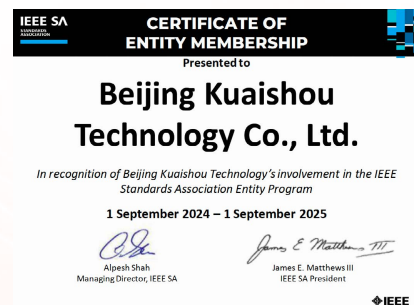 IEEE SA
STANDARDS
ASSOCIATION
CERTIFICATE OF
ENTITY MEMBERSHIP
Presented to
Beijing Kuaishou
Technology Co., Ltd.
In recognition of Beijing Kuaishou Technology's involvement in the IEEE
Standards Association Entity Program
1 September 2024 – 1 September 2025
James E Matthews III
Alpesh Shah
Managing Director, IEEE SA
James E. Matthews III
IEEE SA President
IEEE